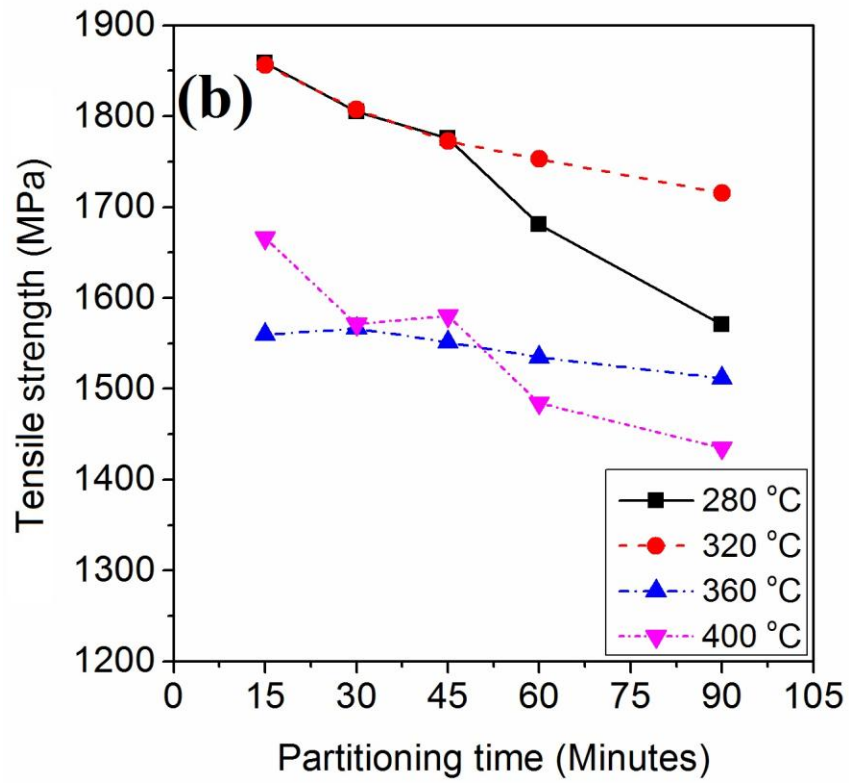 (b)
Tensile strength (MPa)
1900
1800
1700
1600
1500
1400
1300
1200
0 15 30 45 60 75 90 105
Partitioning time (Minutes)
280 °C
320 °C
360 °C
400 °C